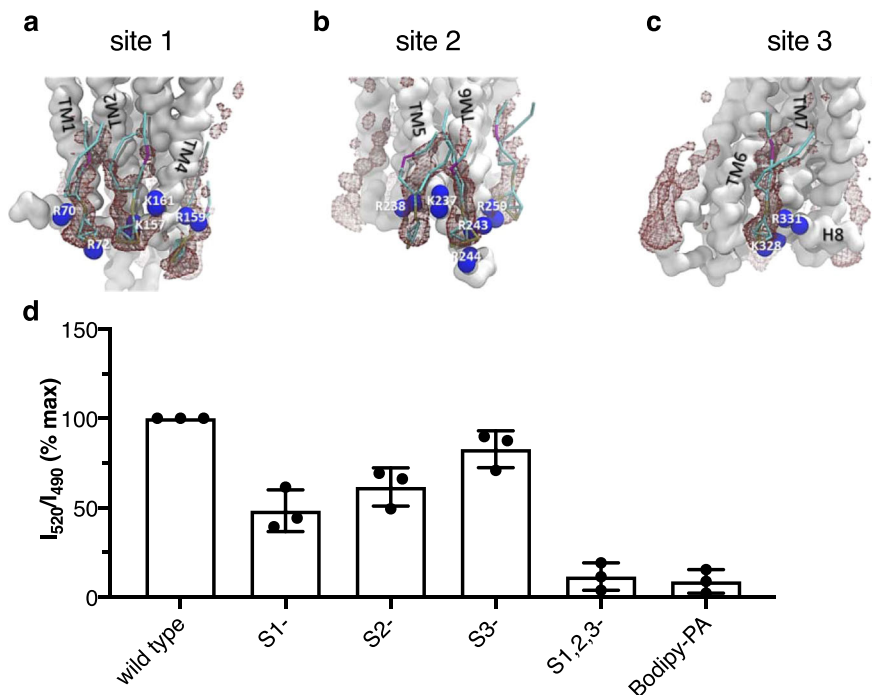 a
site 1
b
site 2
c
site 3
TM1
TM2
TM4
R70
R72
K161
K157
R159
TM5
TM6
R238
K237
R259
R243
R244
TM6
TM7
R331
K328
H8
d
I520/I490 (% max)
150
100
50
0
wild type
S1-
S2-
S3-
S1,2,3-
Bodipy-PA